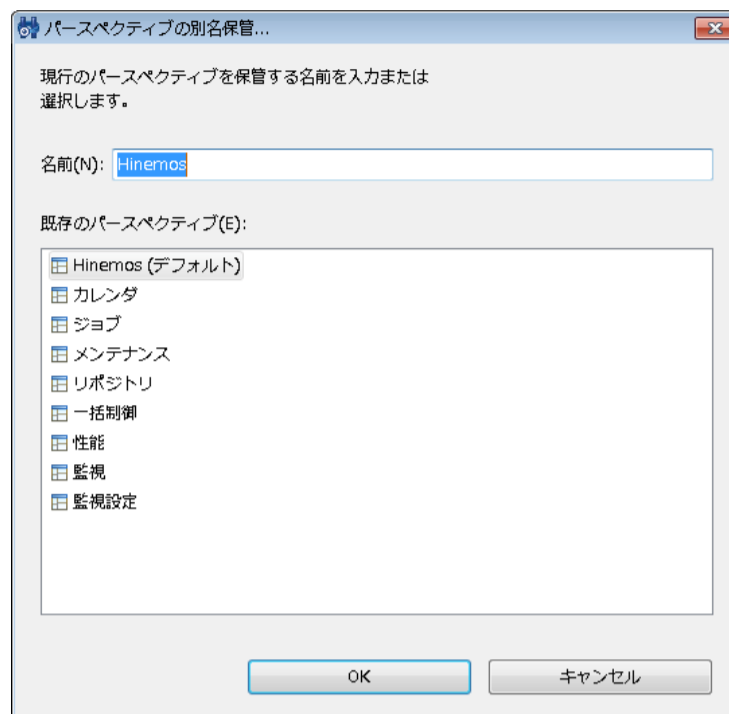 パースペクティブの別名保管...
現行のパースペクティブを保管する名前を入力または
選択します。
名前(N): Hinemos
既存のパースペクティブ(E):
Hinemos (デフォルト)
カレンダ
ジョブ
メンテナンス
リポジトリ
一括制御
性能
監視
監視設定
OK キャンセル